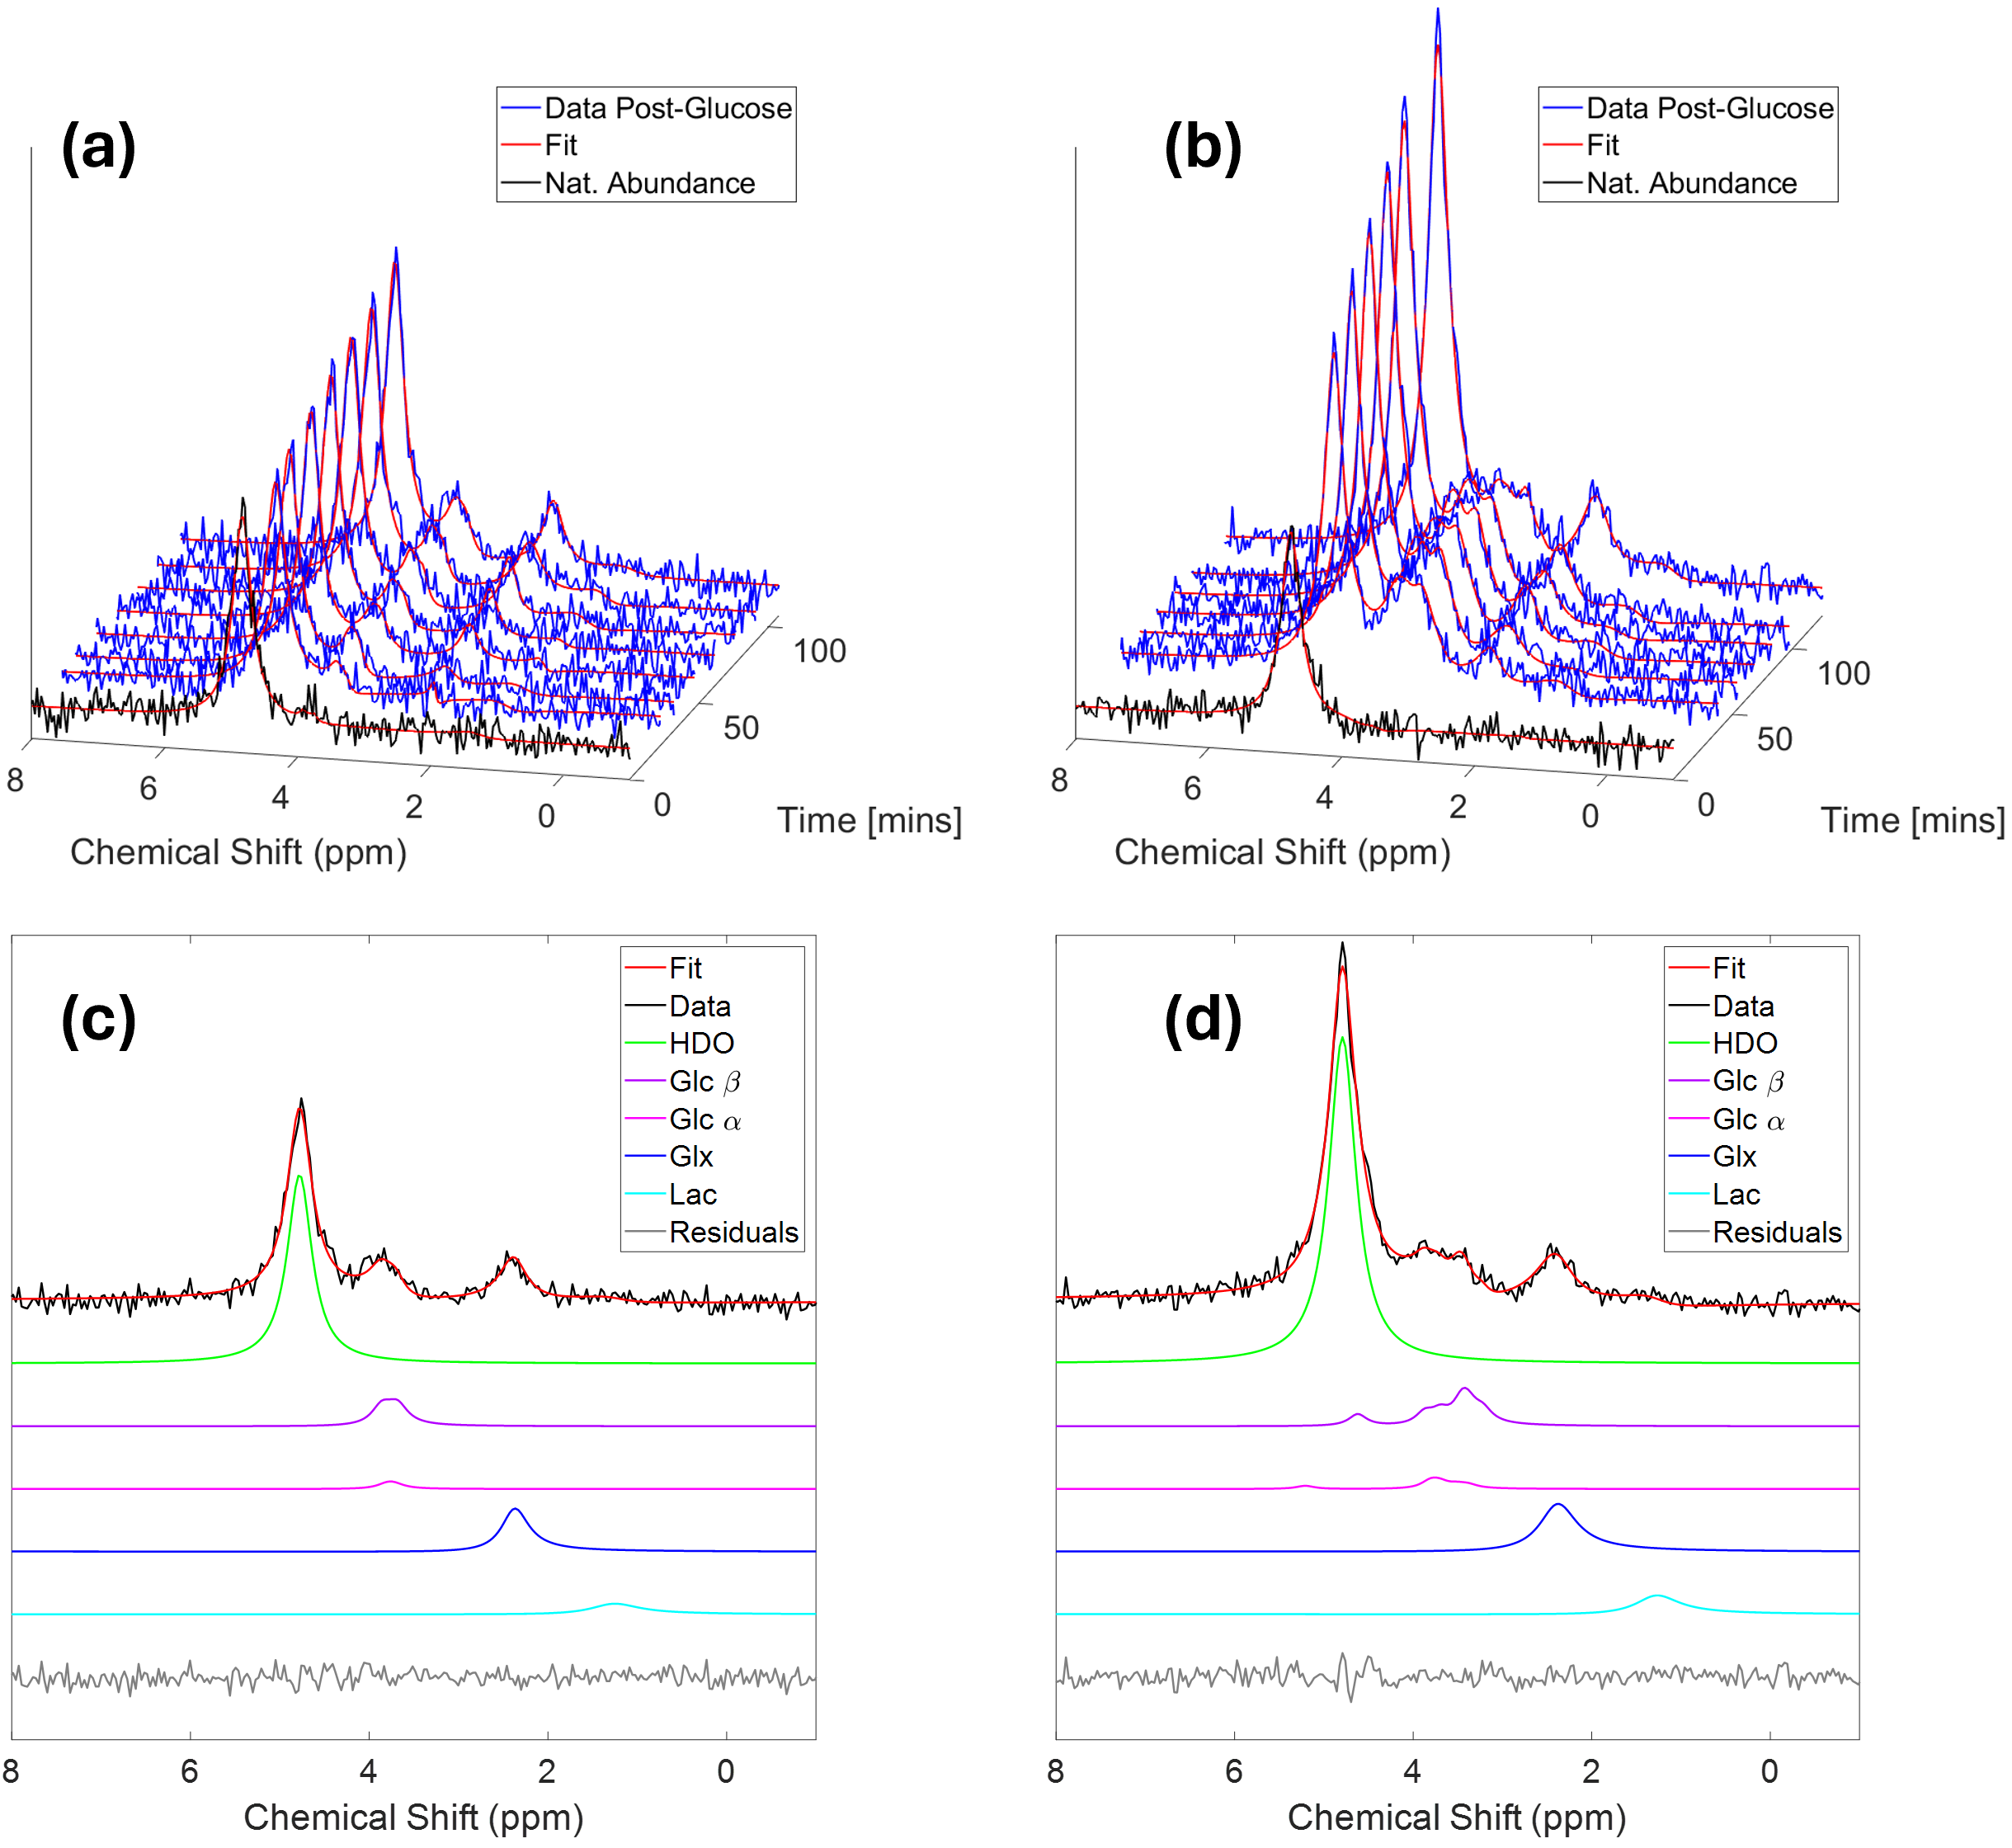 (a)
Data Post-Glucose
Fit
Nat. Abundance
100
50
0
8
6
4
2
0
Time [mins]
Chemical Shift (ppm)
(b)
Data Post-Glucose
Fit
Nat. Abundance
100
50
0
8
6
4
2
0
Time [mins]
Chemical Shift (ppm)
(c)
Fit
Data
HDO
Glc β
Glc α
Glx
Lac
Residuals
8 6 4 2 0
Chemical Shift (ppm)
(d)
Fit
Data
HDO
Glc β
Glc α
Glx
Lac
Residuals
8 6 4 2 0
Chemical Shift (ppm)